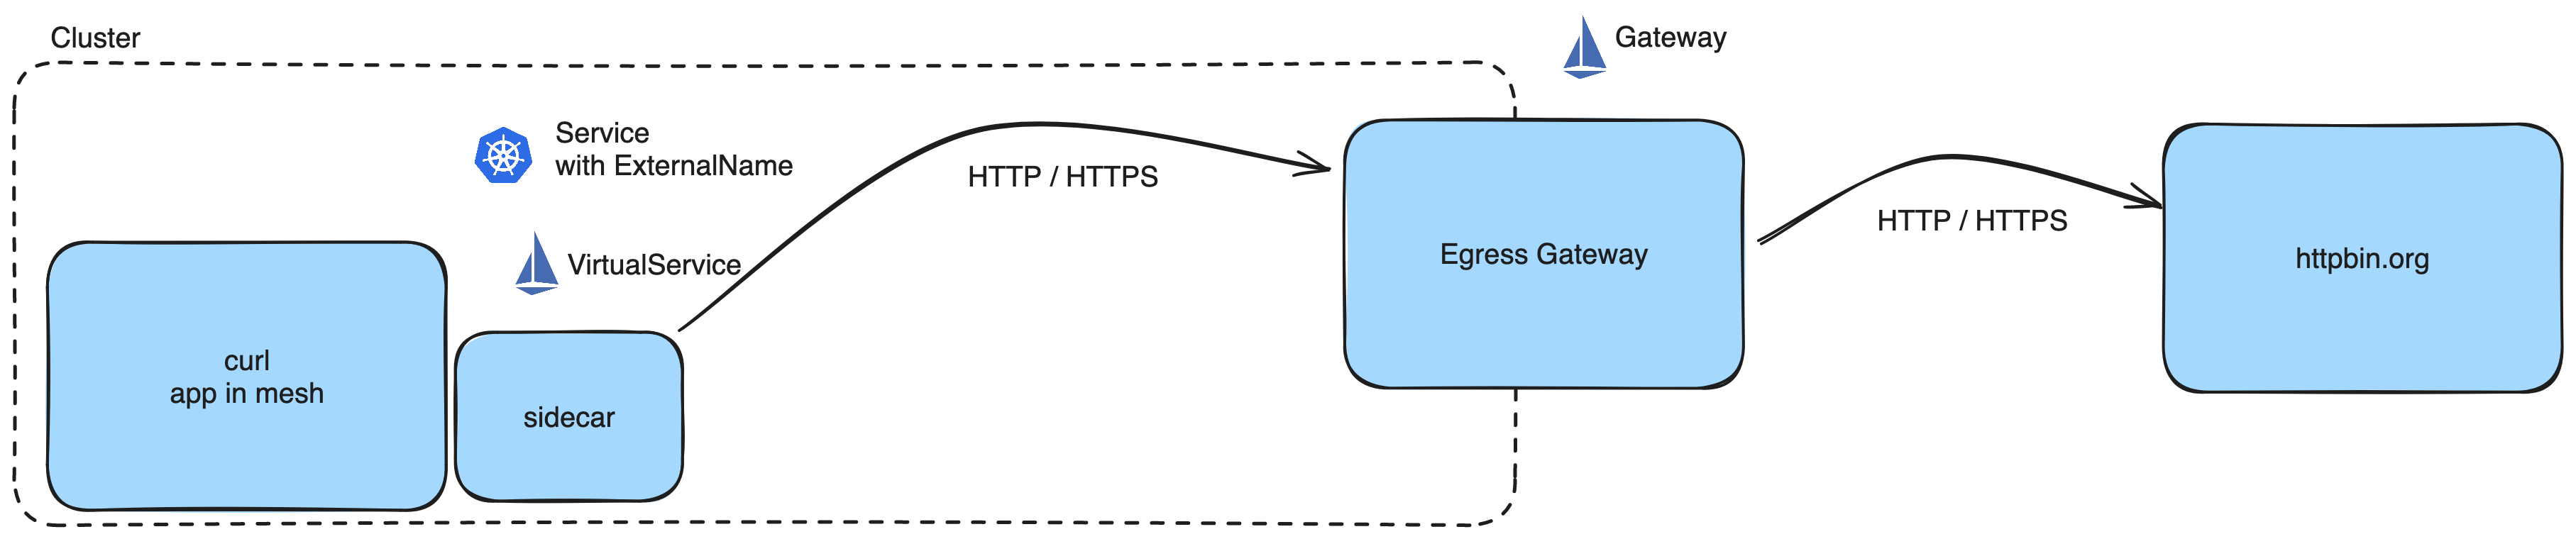 Cluster
Gateway
Service
with ExternalName
HTTP / HTTPS
VirtualService
curl
app in mesh
sidecar
Egress Gateway
HTTP / HTTPS
httpbin.org